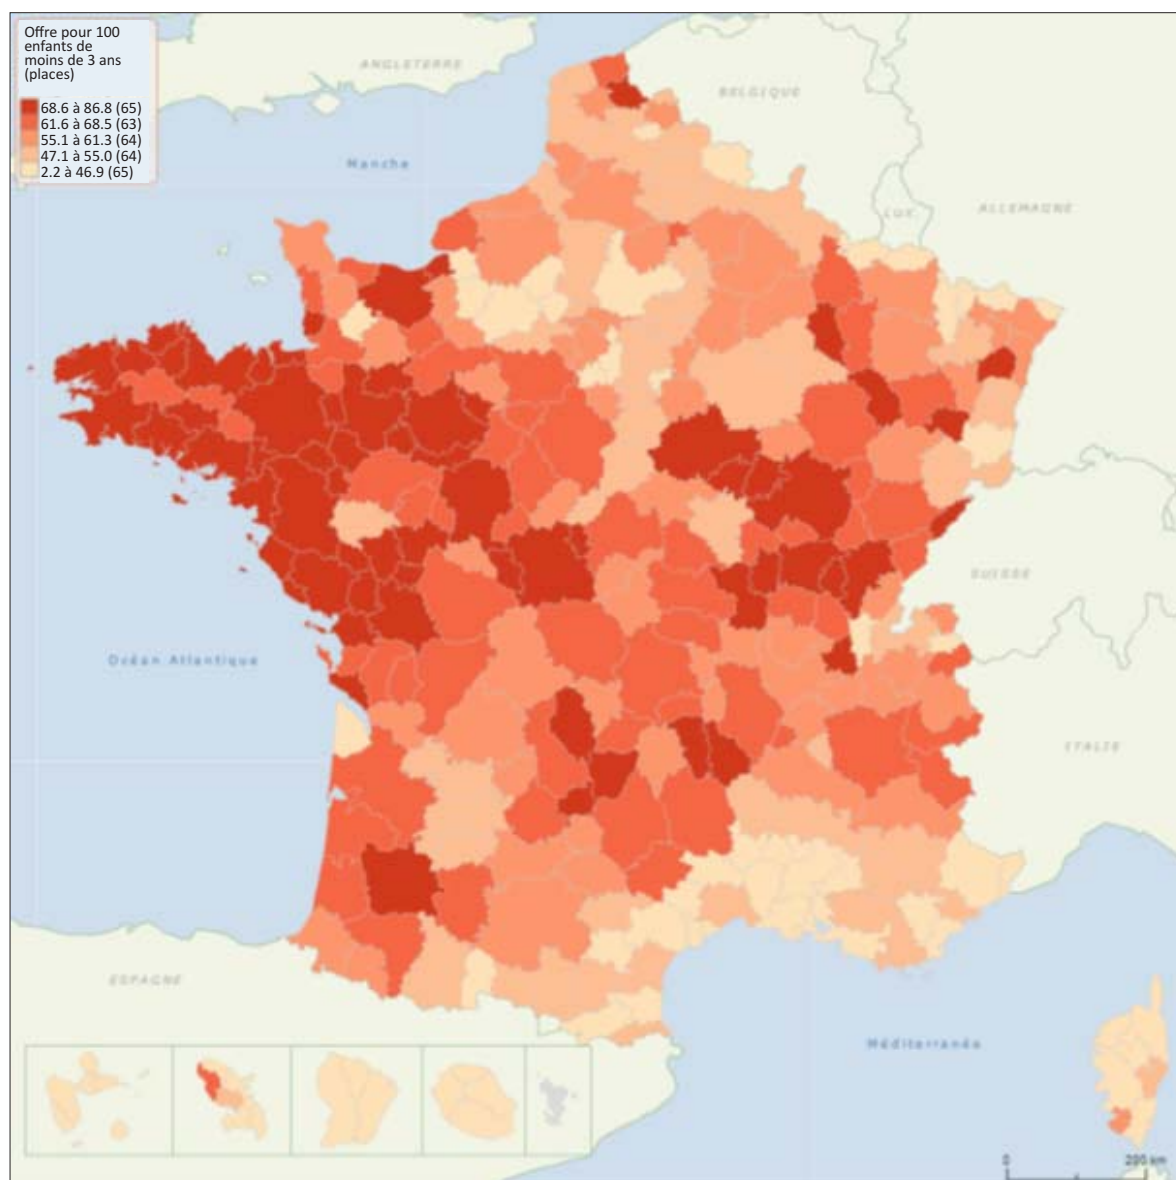 Offre pour 100
enfants de
moins de 3 ans
(places)
68.6 à 86.8 (65)
61.6 à 68.5 (63)
55.1 à 61.3 (64)
47.1 à 55.0 (64)
2.2 à 46.9 (65)
ANGLETERRE
BELGIQUE
Manche
LUX.
ALLEMAGNE
SUISSE
Océan Atlantique
ITALIE
ESPAGNE
Méditerranée
0 200 km